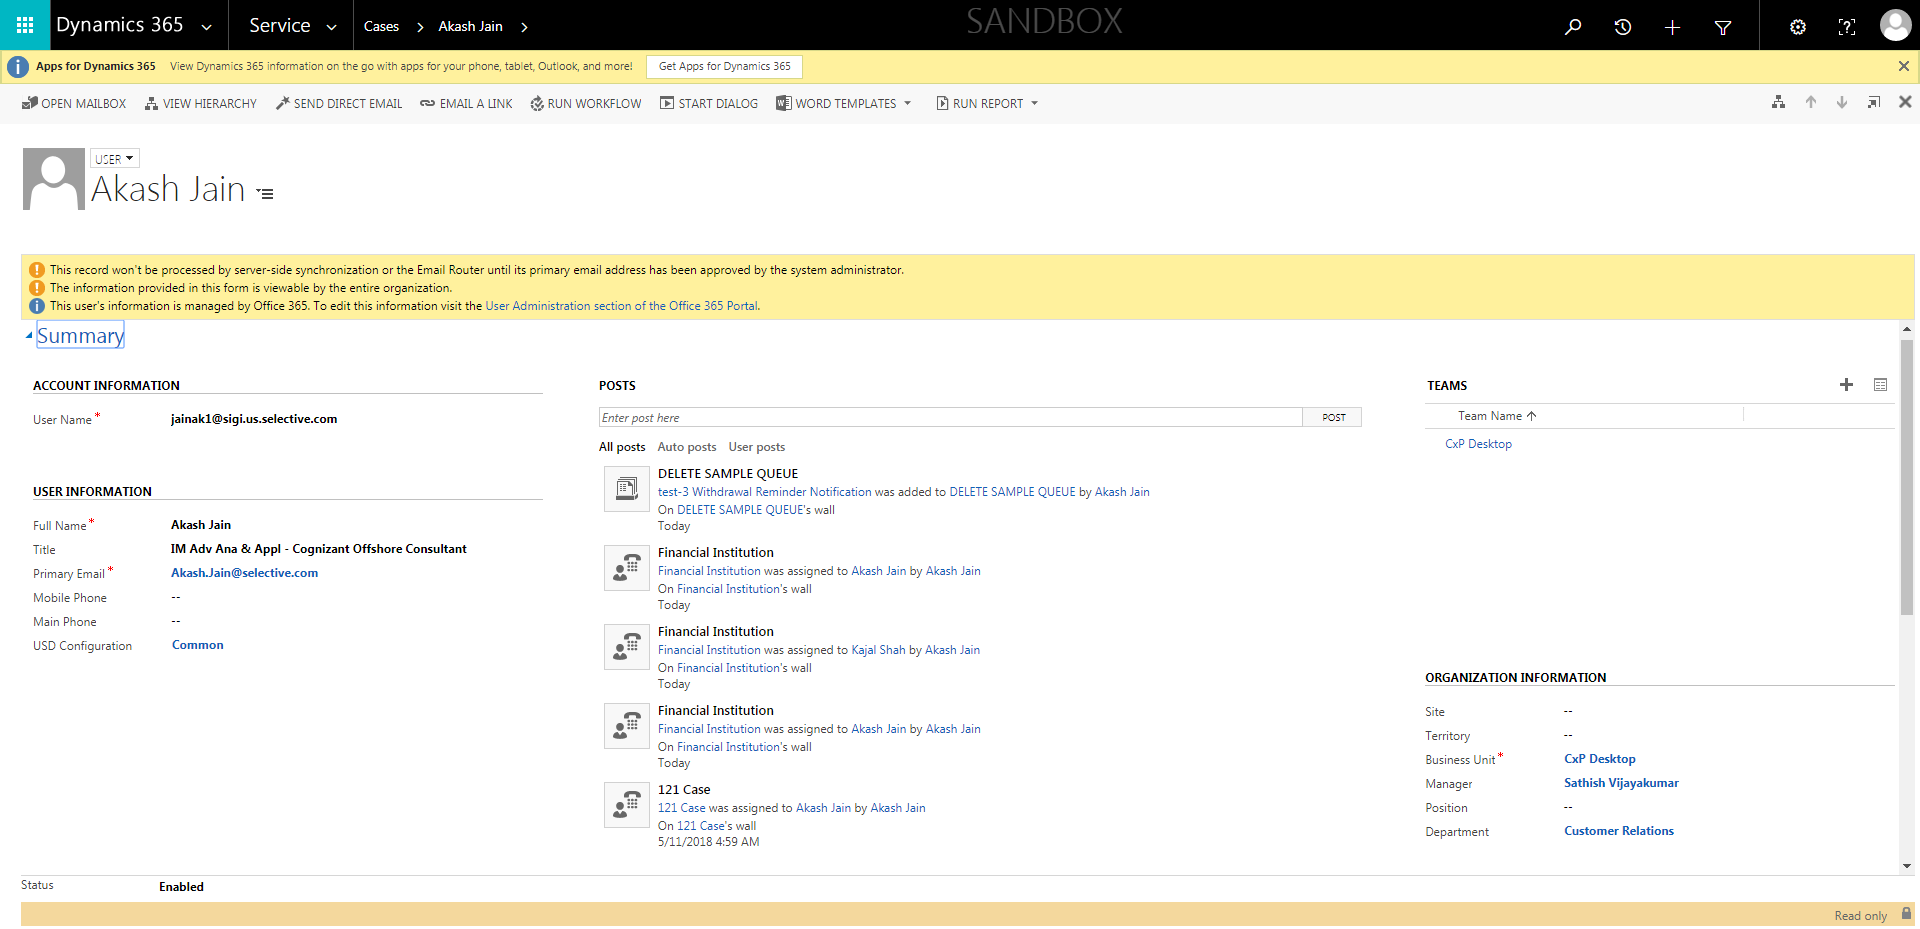 Dynamics 365
Service
Cases
Akash Jain
SANDBOX
Apps for Dynamics 365 View Dynamics 365 information on the go with apps for your phone, tablet, Outlook, and more! Get Apps for Dynamics 365
OPEN MAILBOX VIEW HIERARCHY SEND DIRECT EMAIL EMAIL A LINK RUN WORKFLOW START DIALOG WORD TEMPLATES RUN REPORT
USER
Akash Jain
This record won't be processed by server-side synchronization or the Email Router until its primary email address has been approved by the system administrator.
The information provided in this form is viewable by the entire organization.
This user's information is managed by Office 365. To edit this information visit the User Administration section of the Office 365 Portal.
Summary
ACCOUNT INFORMATION
User Name* jainak1@sigi.us.selective.com
USER INFORMATION
Full Name* Akash Jain
Title IM Adv Ana & Appl - Cognizant Offshore Consultant
Primary Email* Akash.Jain@selective.com
Mobile Phone --
Main Phone --
USD Configuration Common
POSTS
Enter post here POST
All posts Auto posts User posts
DELETE SAMPLE QUEUE
test-3 Withdrawal Reminder Notification was added to DELETE SAMPLE QUEUE by Akash Jain
On DELETE SAMPLE QUEUE's wall
Today
Financial Institution
Financial Institution was assigned to Akash Jain by Akash Jain
On Financial Institution's wall
Today
Financial Institution
Financial Institution was assigned to Kajal Shah by Akash Jain
On Financial Institution's wall
Today
Financial Institution
Financial Institution was assigned to Akash Jain by Akash Jain
On Financial Institution's wall
Today
121 Case
121 Case was assigned to Akash Jain by Akash Jain
On 121 Case's wall
5/11/2018 4:59 AM
TEAMS
Team Name
CxP Desktop
ORGANIZATION INFORMATION
Site --
Territory --
Business Unit* CxP Desktop
Manager Sathish Vijayakumar
Position --
Department Customer Relations
Status Enabled
Read only